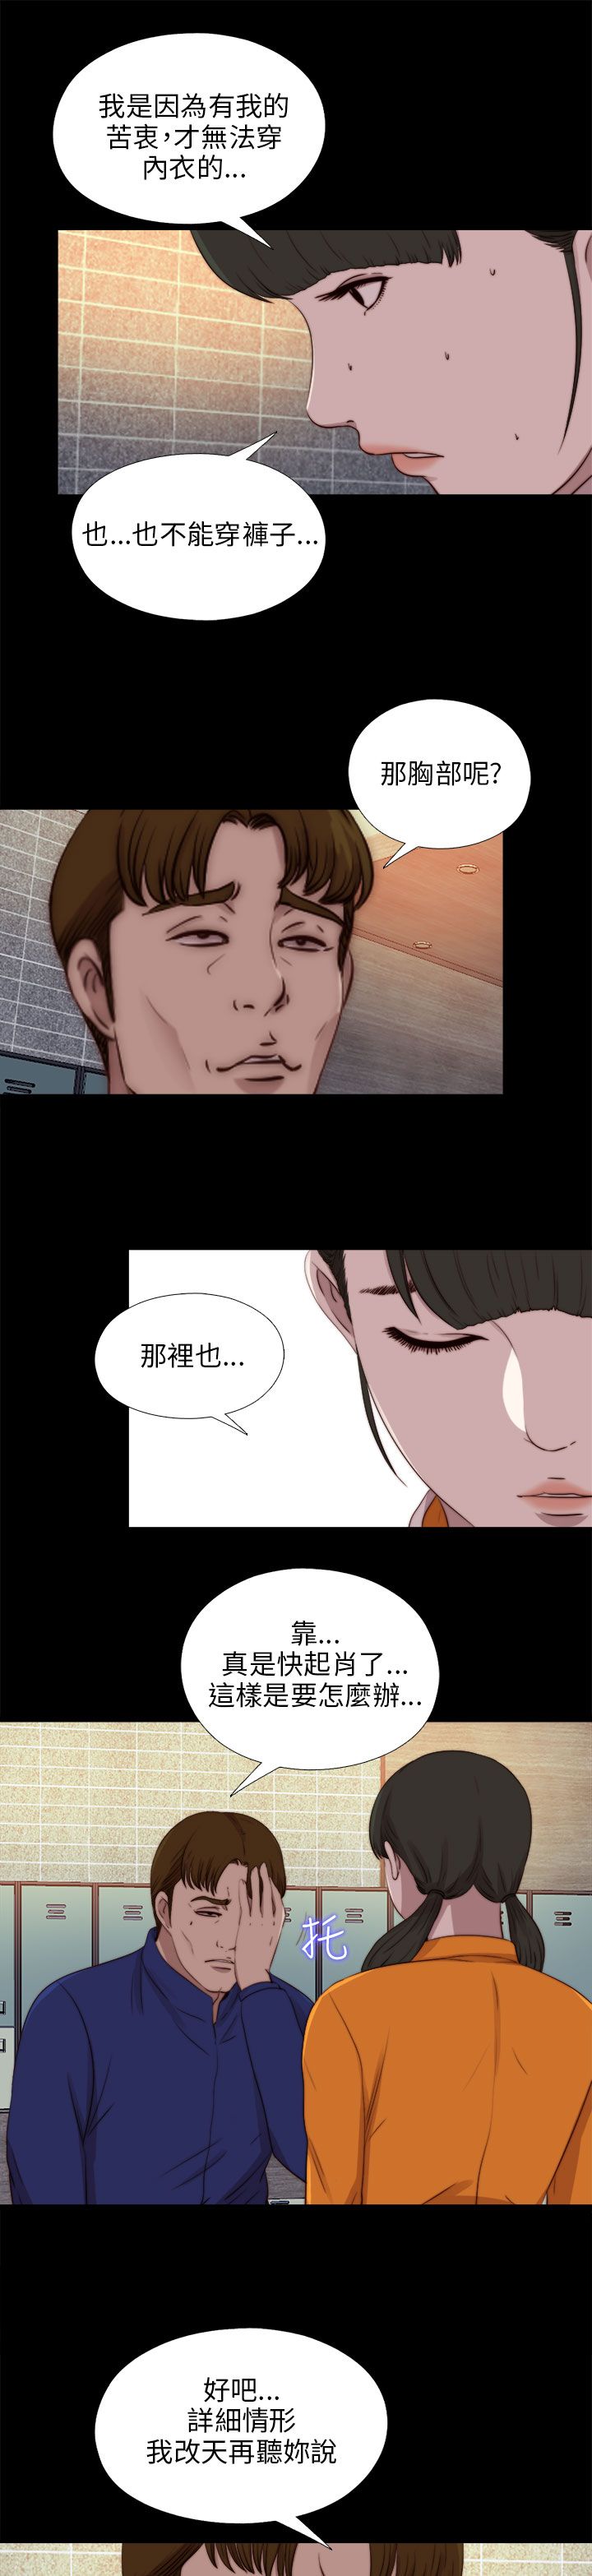 我是因為有我的
苦衷，才無法穿
內衣的...
也...也不能穿褲子...
那胸部呢?
那裡也...
靠...
真是快起肖了...
這樣是要怎麼辦...
托
好吧...
詳細情形
我改天再聽妳說